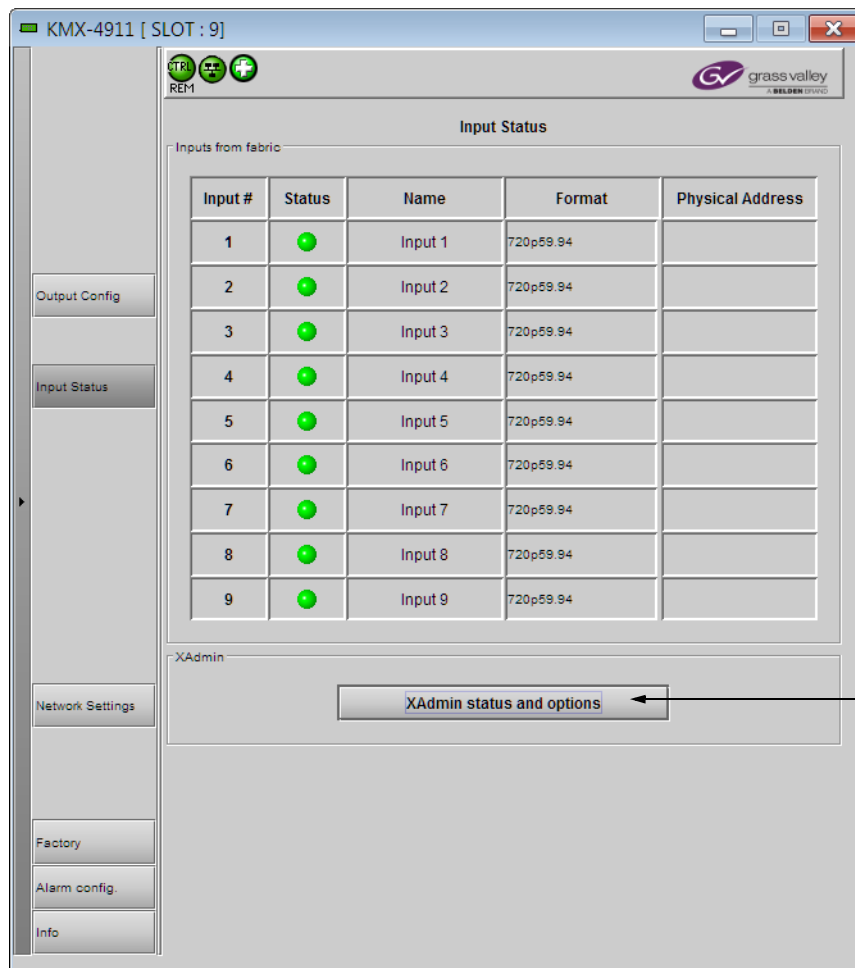 KMX-4911 [ SLOT : 9]
CTRL
REM
grass valley
A BELDEN BRAND
Input Status
Inputs from fabric
Input # Status Name Format Physical Address
1 Input 1 720p59.94
2 Input 2 720p59.94
3 Input 3 720p59.94
4 Input 4 720p59.94
5 Input 5 720p59.94
6 Input 6 720p59.94
7 Input 7 720p59.94
8 Input 8 720p59.94
9 Input 9 720p59.94
XAdmin
XAdmin status and options
Output Config
Input Status
Network Settings
Factory
Alarm config.
Info